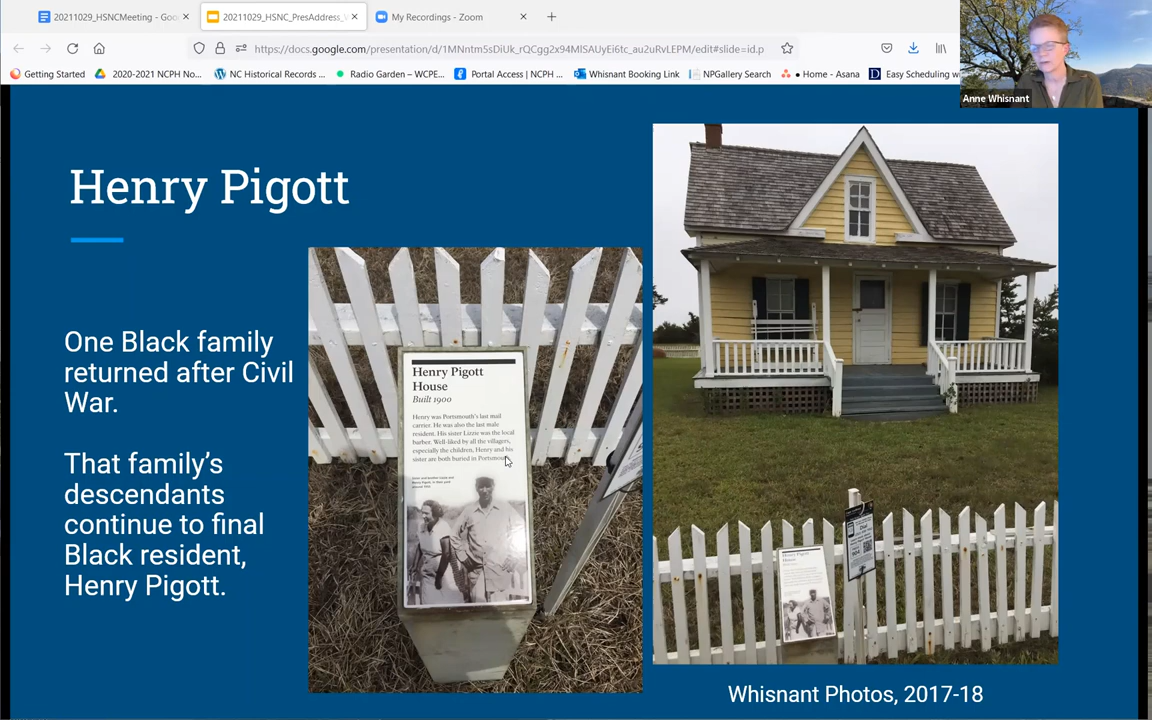 20211029_HSNCMeeting - Goo
20211029_HSNC_PresAddress_
My Recordings - Zoom
https://docs.google.com/presentation/d/1MNntm5sDiUk_rQCgg2x94MlSAUyEi6tc_au2uRvLEPM/edit#slide=id.p
Getting Started
2020-2021 NCPH No...
NC Historical Records ...
Radio Garden – WCPE...
Portal Access | NCPH ...
Whisnant Booking Link
NPGallery Search
● Home - Asana
Easy Scheduling w
Anne Whisnant
Henry Pigott
One Black family
returned after Civil
War.
That family’s
descendants
continue to final
Black resident,
Henry Pigott.
Henry Pigott
House
Built 1900
Henry was Portsmouth's last mail
carrier. He was also the last male
resident. His sister Lizzie was the local
barber. Well-liked by all the villagers,
especially the children, Henry and his
sister are both buried in Portsmouth.
Henry Pigott
House
Whisnant Photos, 2017-18